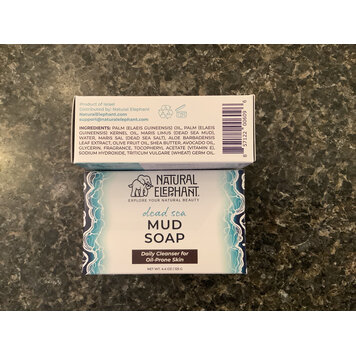 Product of Israel
Distributed by: Natural Elephant
NaturalElephant.com
support@naturalelephant.com
INGREDIENTS: PALM (ELAEIS GUINEENSIS) OIL, PALM (ELAEIS
GUINEENSIS) KERNEL OIL, MARIS LIMUS (DEAD SEA MUD),
WATER, MARIS SAL (DEAD SEA SALT), ALOE BARBADENSIS
LEAF EXTRACT, OLIVE FRUIT OIL, SHEA BUTTER, AVOCADO OIL,
GLYCERIN, FRAGRANCE, TOCOPHERYL ACETATE (VITAMIN E),
SODIUM HYDROXIDE, TRITICUM VULGARE (WHEAT) GERM OIL.
NATURAL
ELEPHANT.
EXPLORE YOUR NATURAL BEAUTY
dead sea
MUD
SOAP
Daily Cleanser for
Oil-Prone Skin
NET WT. 4.4 OZ / 125 G